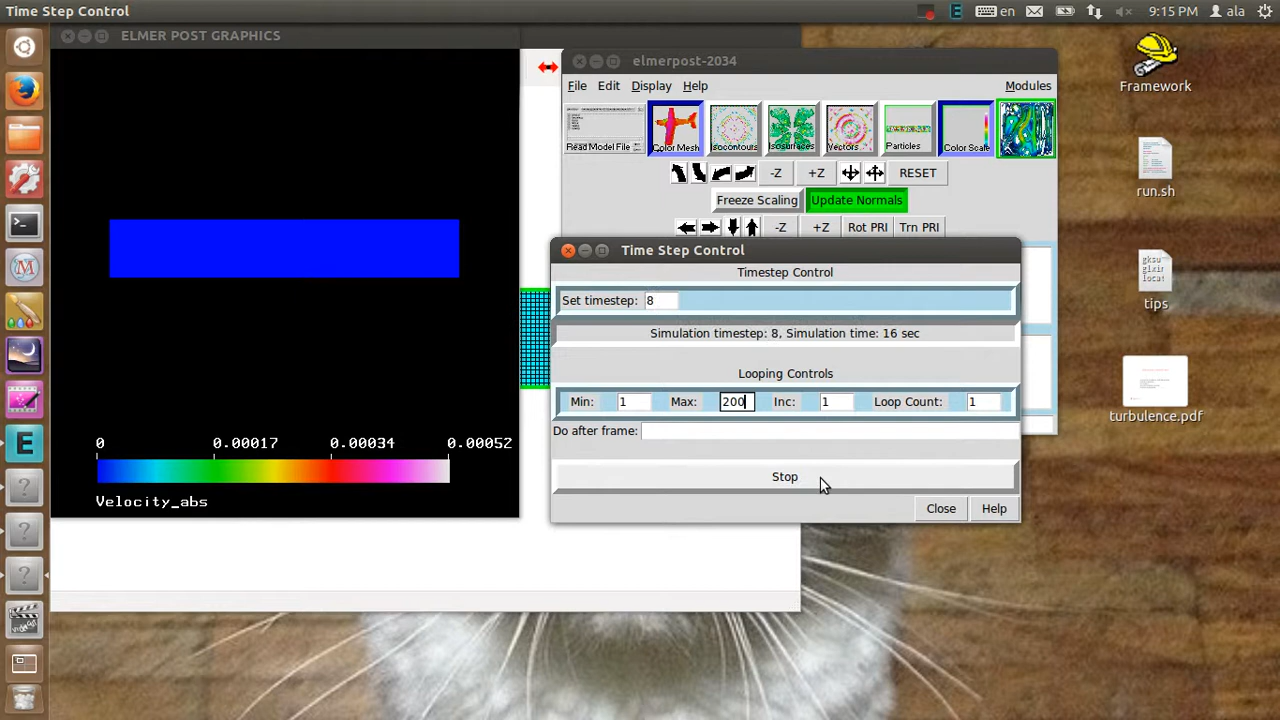 Time Step Control
en
9:15 PM
ala
ELMER POST GRAPHICS
elmerpost-2034
File Edit Display Help Modules
Read Model File
Color Mesh
Isocontous
Isosurfaces
Vectors
Particles
Color Scale
-Z +Z RESET
Freeze Scaling Update Normals
-Z +Z Rot PRI Trn PRI
Time Step Control
Timestep Control
Set timestep: 8
Simulation timestep: 8, Simulation time: 16 sec
Looping Controls
Min: 1 Max: 200 Inc: 1 Loop Count: 1
Do after frame:
Stop
Close Help
0 0.00017 0.00034 0.00052
Velocity_abs
Framework
run.sh
gksu
glxir
locat
tips
turbulence.pdf